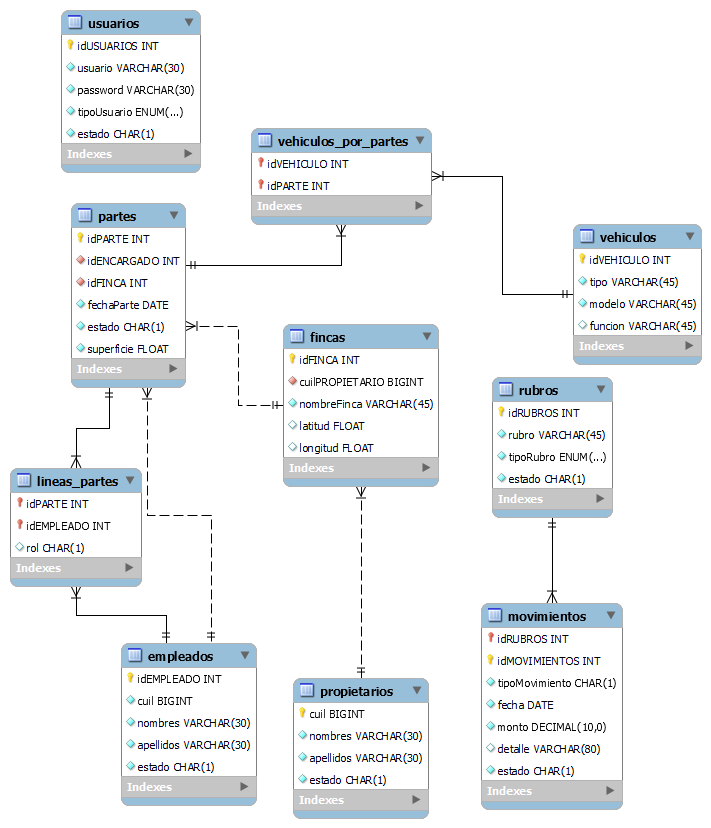 usuarios
idUSUARIOS INT
usuario VARCHAR(30)
password VARCHAR(30)
tipoUsuario ENUM(...)
estado CHAR(1)
Indexes
vehiculos_por_partes
idVEHICULO INT
idPARTE INT
Indexes
partes
idPARTE INT
idENCARGADO INT
idFINCA INT
fechaParte DATE
estado CHAR(1)
superficie FLOAT
Indexes
vehiculos
idVEHICULO INT
tipo VARCHAR(45)
modelo VARCHAR(45)
funcion VARCHAR(45)
Indexes
fincas
idFINCA INT
cuilPROPIETARIO BIGINT
nombreFinca VARCHAR(45)
latitud FLOAT
longitud FLOAT
Indexes
rubros
idRUBROS INT
rubro VARCHAR(45)
tipoRubro ENUM(...)
estado CHAR(1)
Indexes
lineas_partes
idPARTE INT
idEMPLEADO INT
rol CHAR(1)
Indexes
movimientos
idRUBROS INT
idMOVIMIENTOS INT
tipoMovimiento CHAR(1)
fecha DATE
monto DECIMAL(10,0)
detalle VARCHAR(80)
estado CHAR(1)
Indexes
empleados
idEMPLEADO INT
cuil BIGINT
nombres VARCHAR(30)
apellidos VARCHAR(30)
estado CHAR(1)
Indexes
propietarios
cuil BIGINT
nombres VARCHAR(30)
apellidos VARCHAR(30)
estado CHAR(1)
Indexes